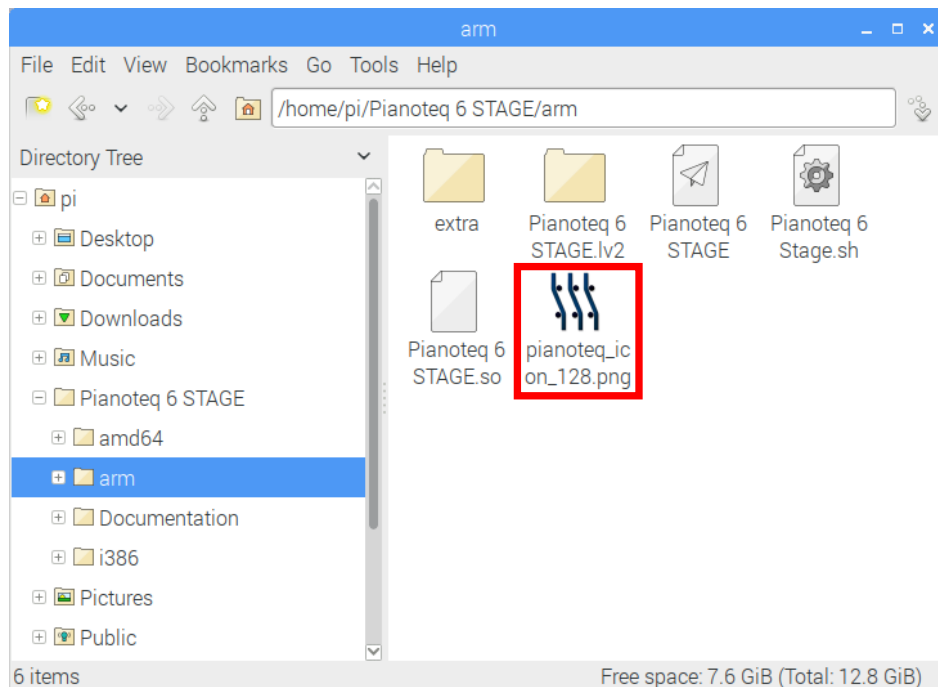 arm
File Edit View Bookmarks Go Tools Help
/home/pi/Pianoteq 6 STAGE/arm
Directory Tree
pi
Desktop
Documents
Downloads
Music
Pianoteq 6 STAGE
amd64
arm
Documentation
i386
Pictures
Public
extra
Pianoteq 6
STAGE.lv2
Pianoteq 6
STAGE
Pianoteq 6
Stage.sh
Pianoteq 6
STAGE.so
pianoteq_ic
on_128.png
6 items
Free space: 7.6 GiB (Total: 12.8 GiB)